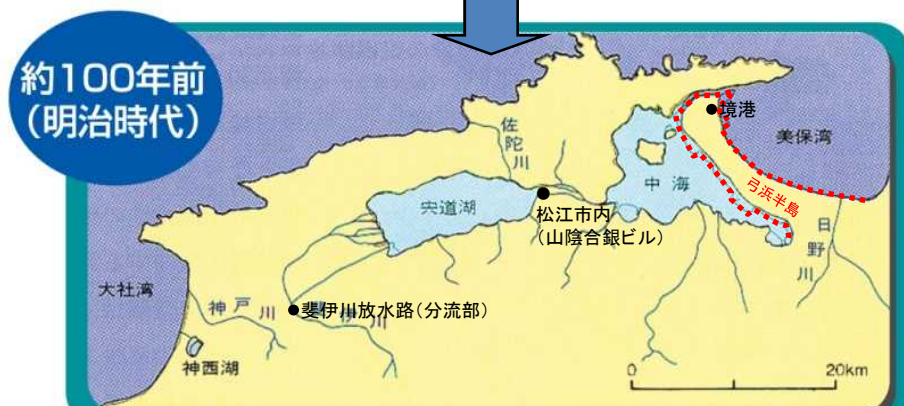 約100年前
(明治時代)
境港
佐陀川
美保湾
中海
宍道湖
弓浜半島
松江市内
(山陰合銀ビル)
日野川
大社湾
神戸川
斐伊川放水路(分流部)
川
神西湖
0
20km